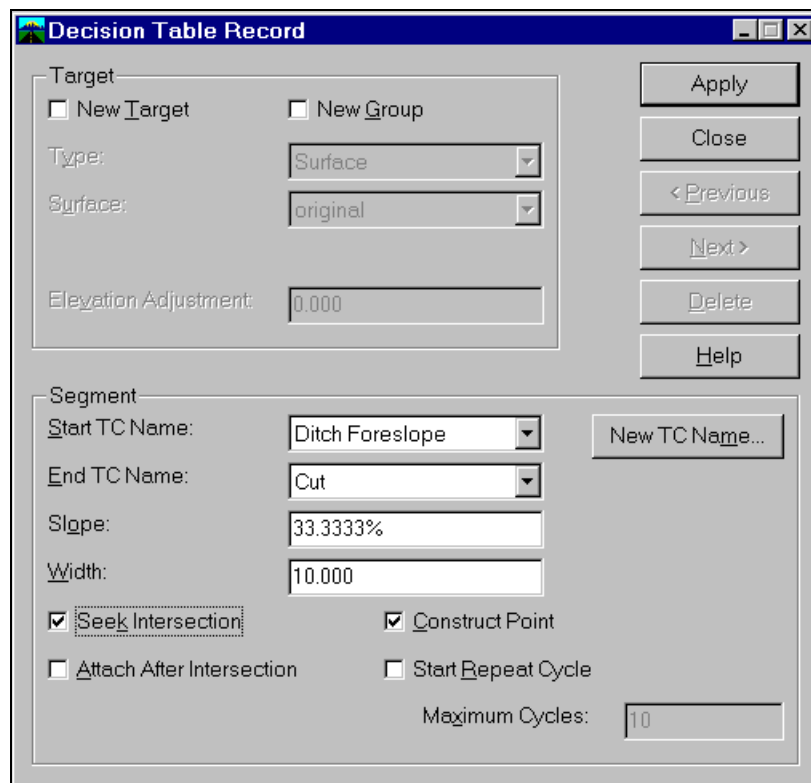 Decision Table Record
Target
New Target
New Group
Type:
Surface
Surface:
original
Elevation Adjustment:
0.000
Apply
Close
< Previous
Next >
Delete
Help
Segment
Start TC Name:
Ditch Foreslope
New TC Name...
End TC Name:
Cut
Slope:
33.3333%
Width:
10.000
Seek Intersection
Construct Point
Attach After Intersection
Start Repeat Cycle
Maximum Cycles:
10